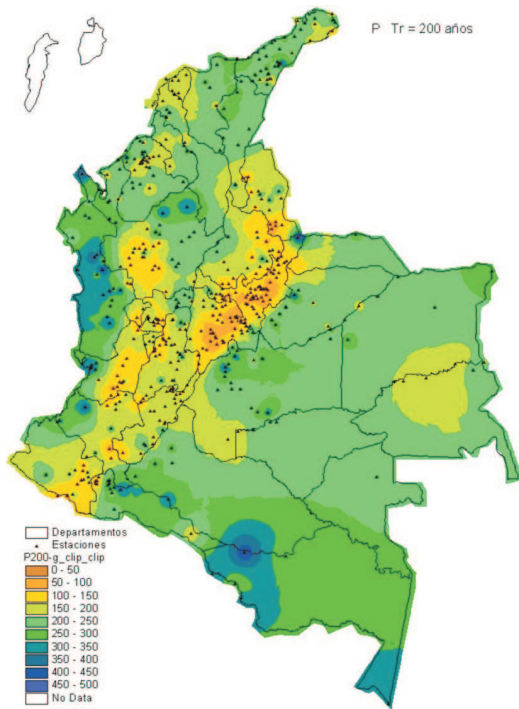 P Tr = 200 años
Departamentos
Estaciones
P200-g_clip_clip
0 - 50
50 - 100
100 - 150
150 - 200
200 - 250
250 - 300
300 - 350
350 - 400
400 - 450
450 - 500
No Data